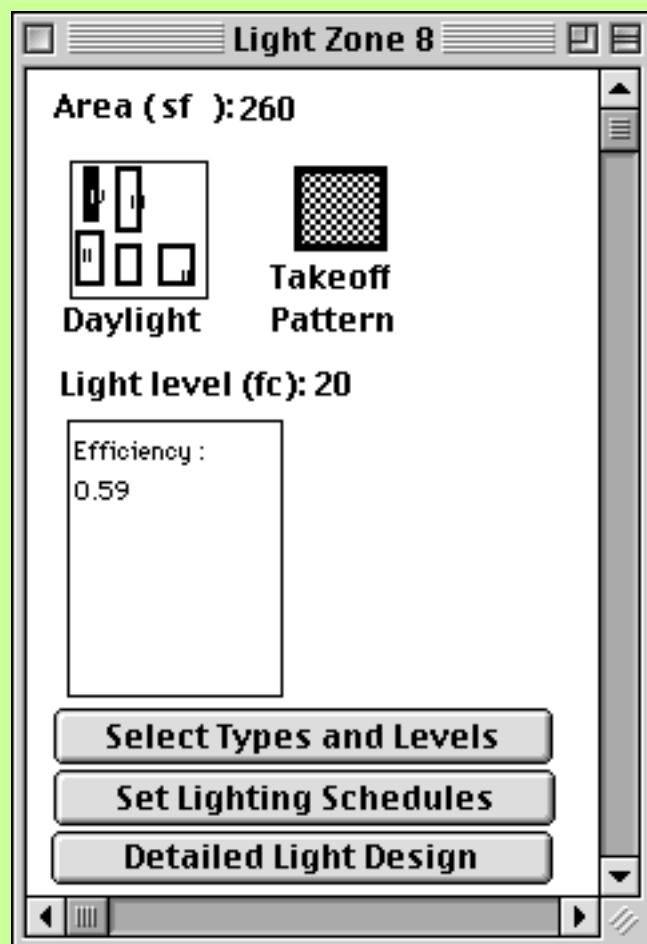 Light Zone 8
Area ( sf ): 260
Daylight
Takeoff
Pattern
Light level (fc): 20
Efficiency :
0.59
Select Types and Levels
Set Lighting Schedules
Detailed Light Design